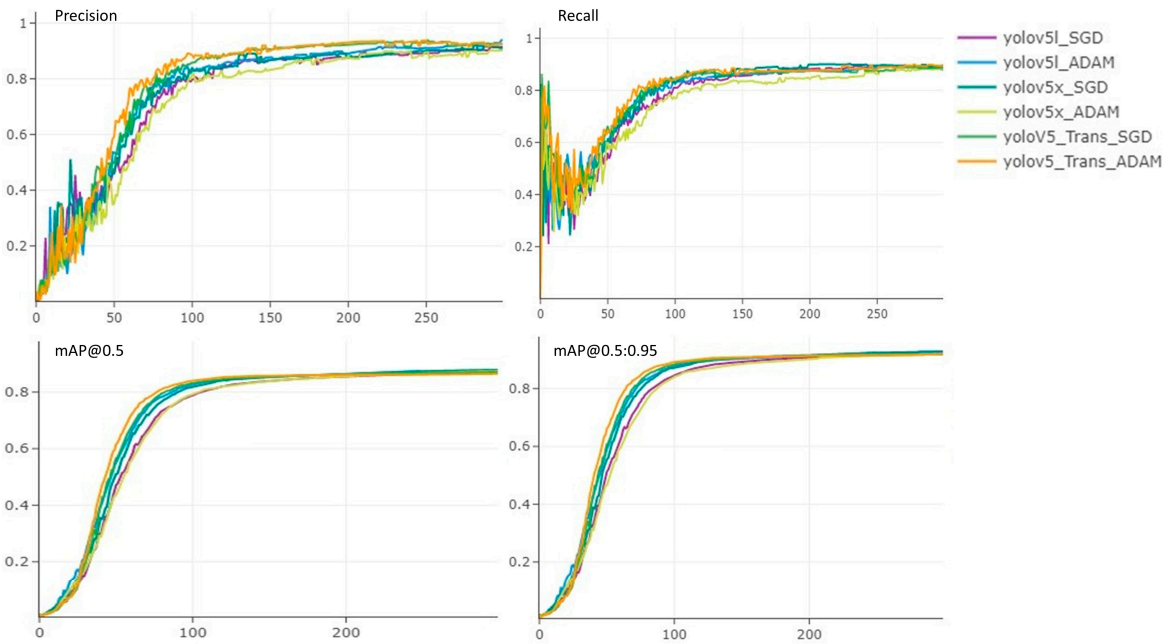 Precision
1
0.8
0.6
0.4
0.2
0 50 100 150 200 250
Recall
1
0.8
0.6
0.4
0.2
0 50 100 150 200 250
yolov5l_SGD
yolov5l_ADAM
yolov5x_SGD
yolov5x_ADAM
yoloV5_Trans_SGD
yolov5_Trans_ADAM
mAP@0.5
0.8
0.6
0.4
0.2
0 100 200
mAP@0.5:0.95
0.8
0.6
0.4
0.2
0 100 200